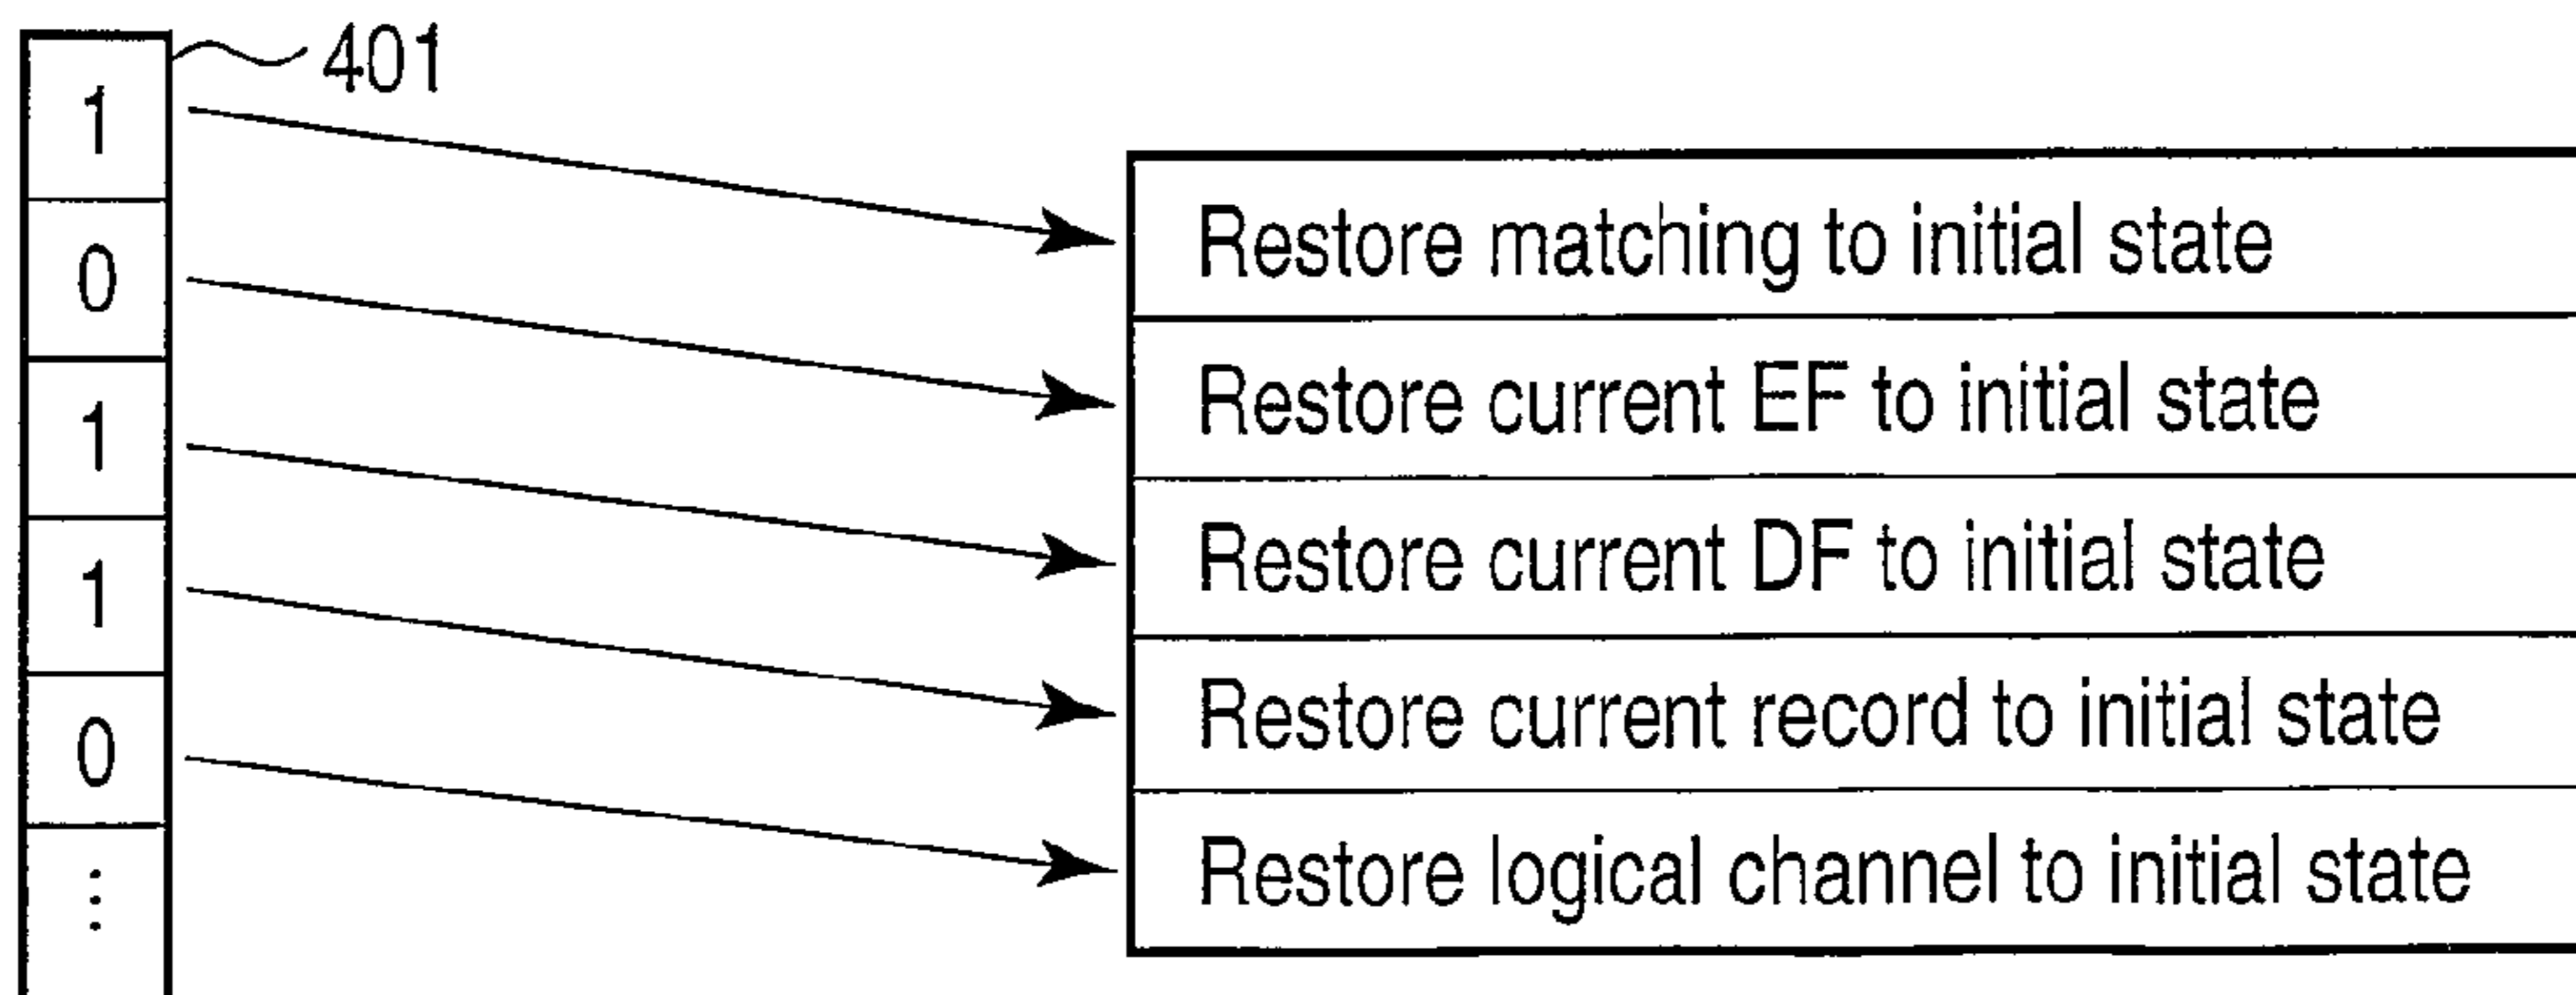 401
1
0
1
1
0
⋮
Restore matching to initial state
Restore current EF to initial state
Restore current DF to initial state
Restore current record to initial state
Restore logical channel to initial state